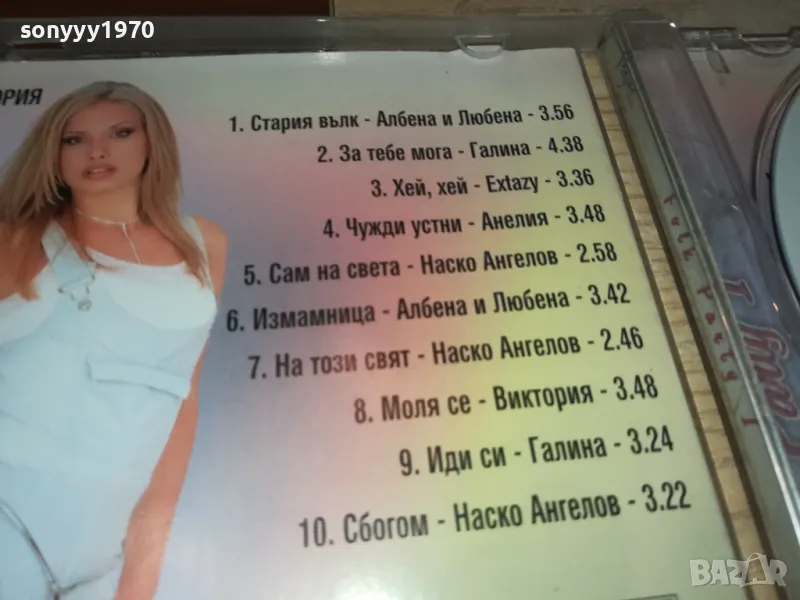 sonyyy1970
ОРИЯ
1. Стария вълк - Албена и Любена - 3.56
2. За тебе мога - Галина - 4.38
3. Хей, хей - Extazy - 3.36
4. Чужди устни - Анелия - 3.48
5. Сам на света - Наско Ангелов - 2.58
6. Измамница - Албена и Любена - 3.42
7. На този свят - Наско Ангелов - 2.46
8. Моля се - Виктория - 3.48
9. Иди си - Галина - 3.24
10. Сбогом - Наско Ангелов - 3.22
BAZAR